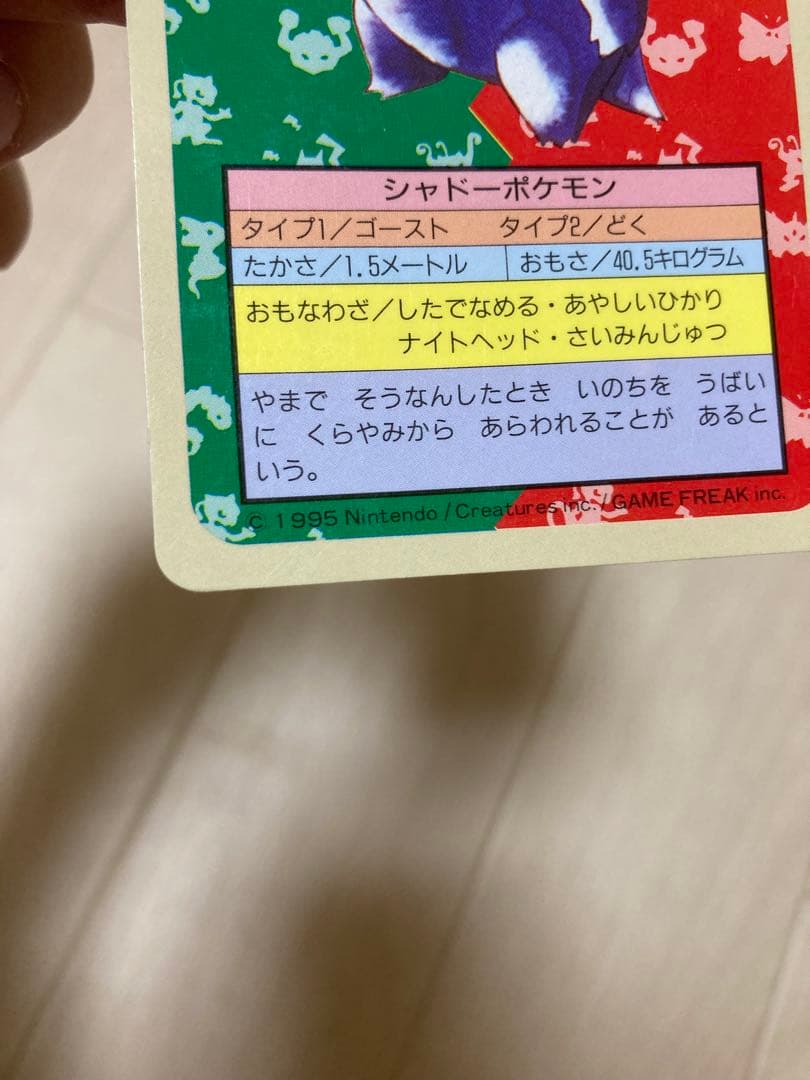 シャドーポケモン
タイプ1/ゴースト　タイプ2/どく
たかさ/1.5メートル　おもさ/40.5キログラム
おもなわざ/したでなめる・あやしいひかり
ナイトヘッド・さいみんじゅつ
やまで　そうなんしたとき　いのちを　うばい
に　くらやみから　あらわれることが　あると
いう。
© 1995 Nintendo / Creatures inc. / GAME FREAK inc.